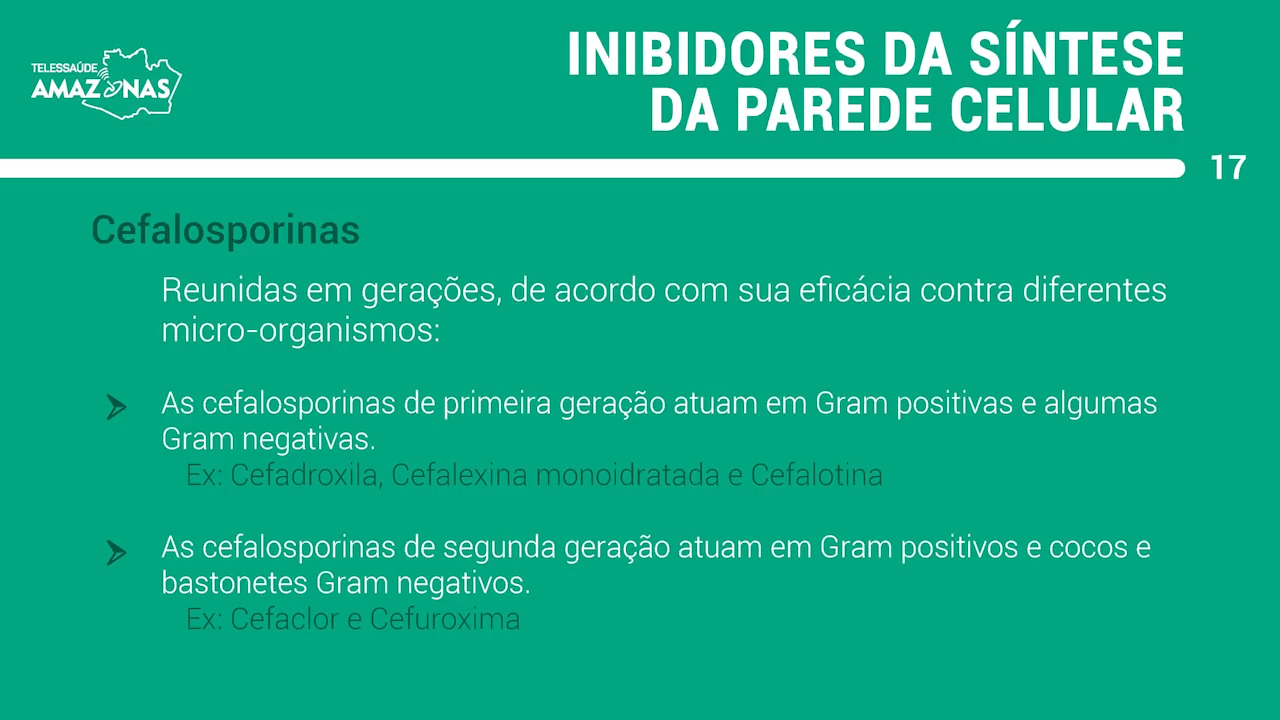 TELESSAÚDE
AMAZONAS
INIBIDORES DA SÍNTESE
DA PAREDE CELULAR
17
Cefalosporinas
Reunidas em gerações, de acordo com sua eficácia contra diferentes
micro-organismos:
As cefalosporinas de primeira geração atuam em Gram positivas e algumas
Gram negativas.
Ex: Cefadroxila, Cefalexina monoidratada e Cefalotina
As cefalosporinas de segunda geração atuam em Gram positivos e cocos e
bastonetes Gram negativos.
Ex: Cefaclor e Cefuroxima